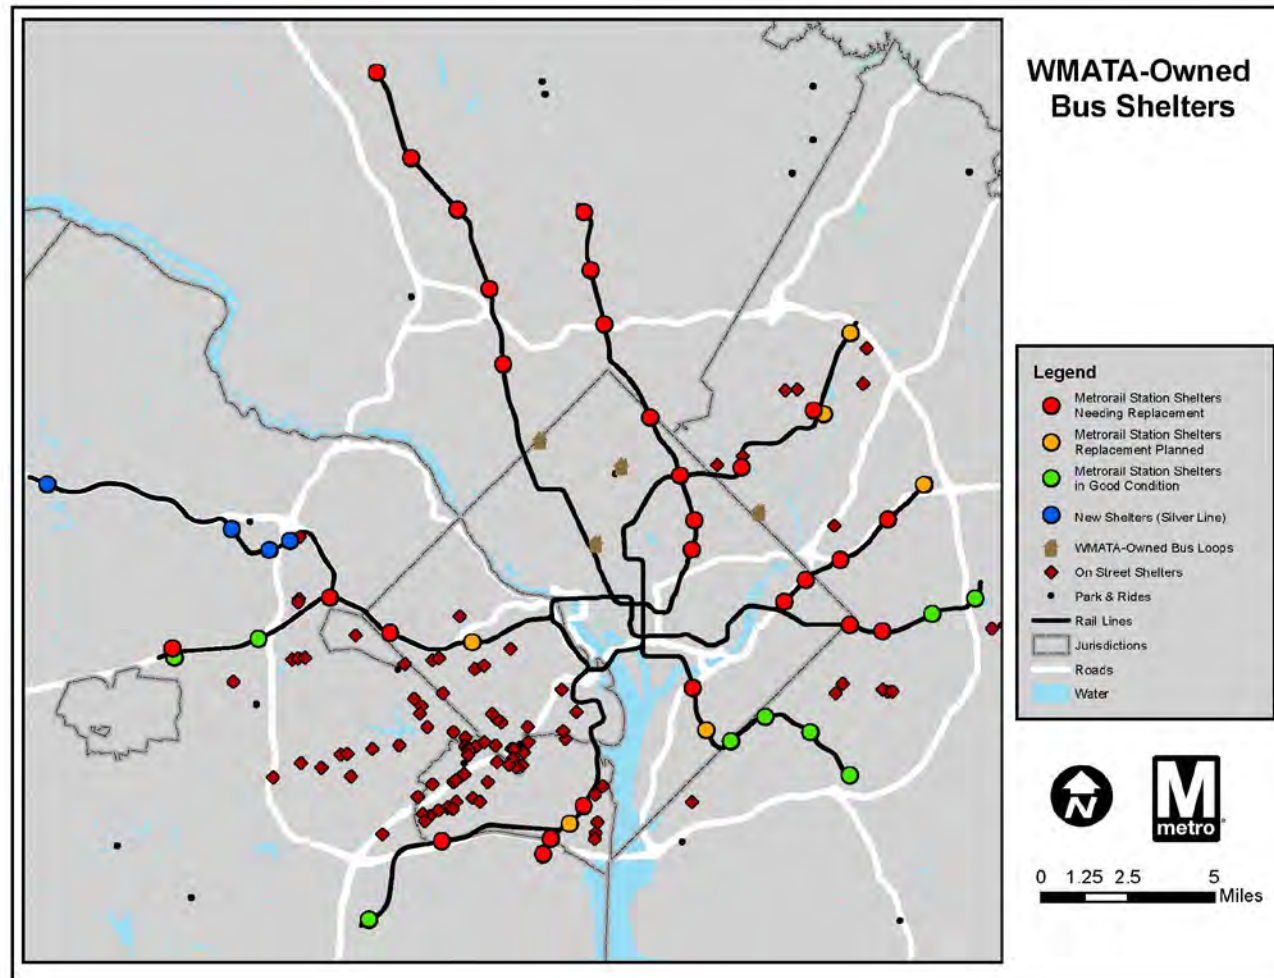 WMATA-Owned
Bus Shelters
Legend
Metrorail Station Shelters
Needing Replacement
Metrorail Station Shelters
Replacement Planned
Metrorail Station Shelters
in Good Condition
New Shelters (Silver Line)
WMATA-Owned Bus Loops
On Street Shelters
Park & Rides
Rail Lines
Jurisdictions
Roads
Water
N
M
metro
0 1.25 2.5 5
Miles